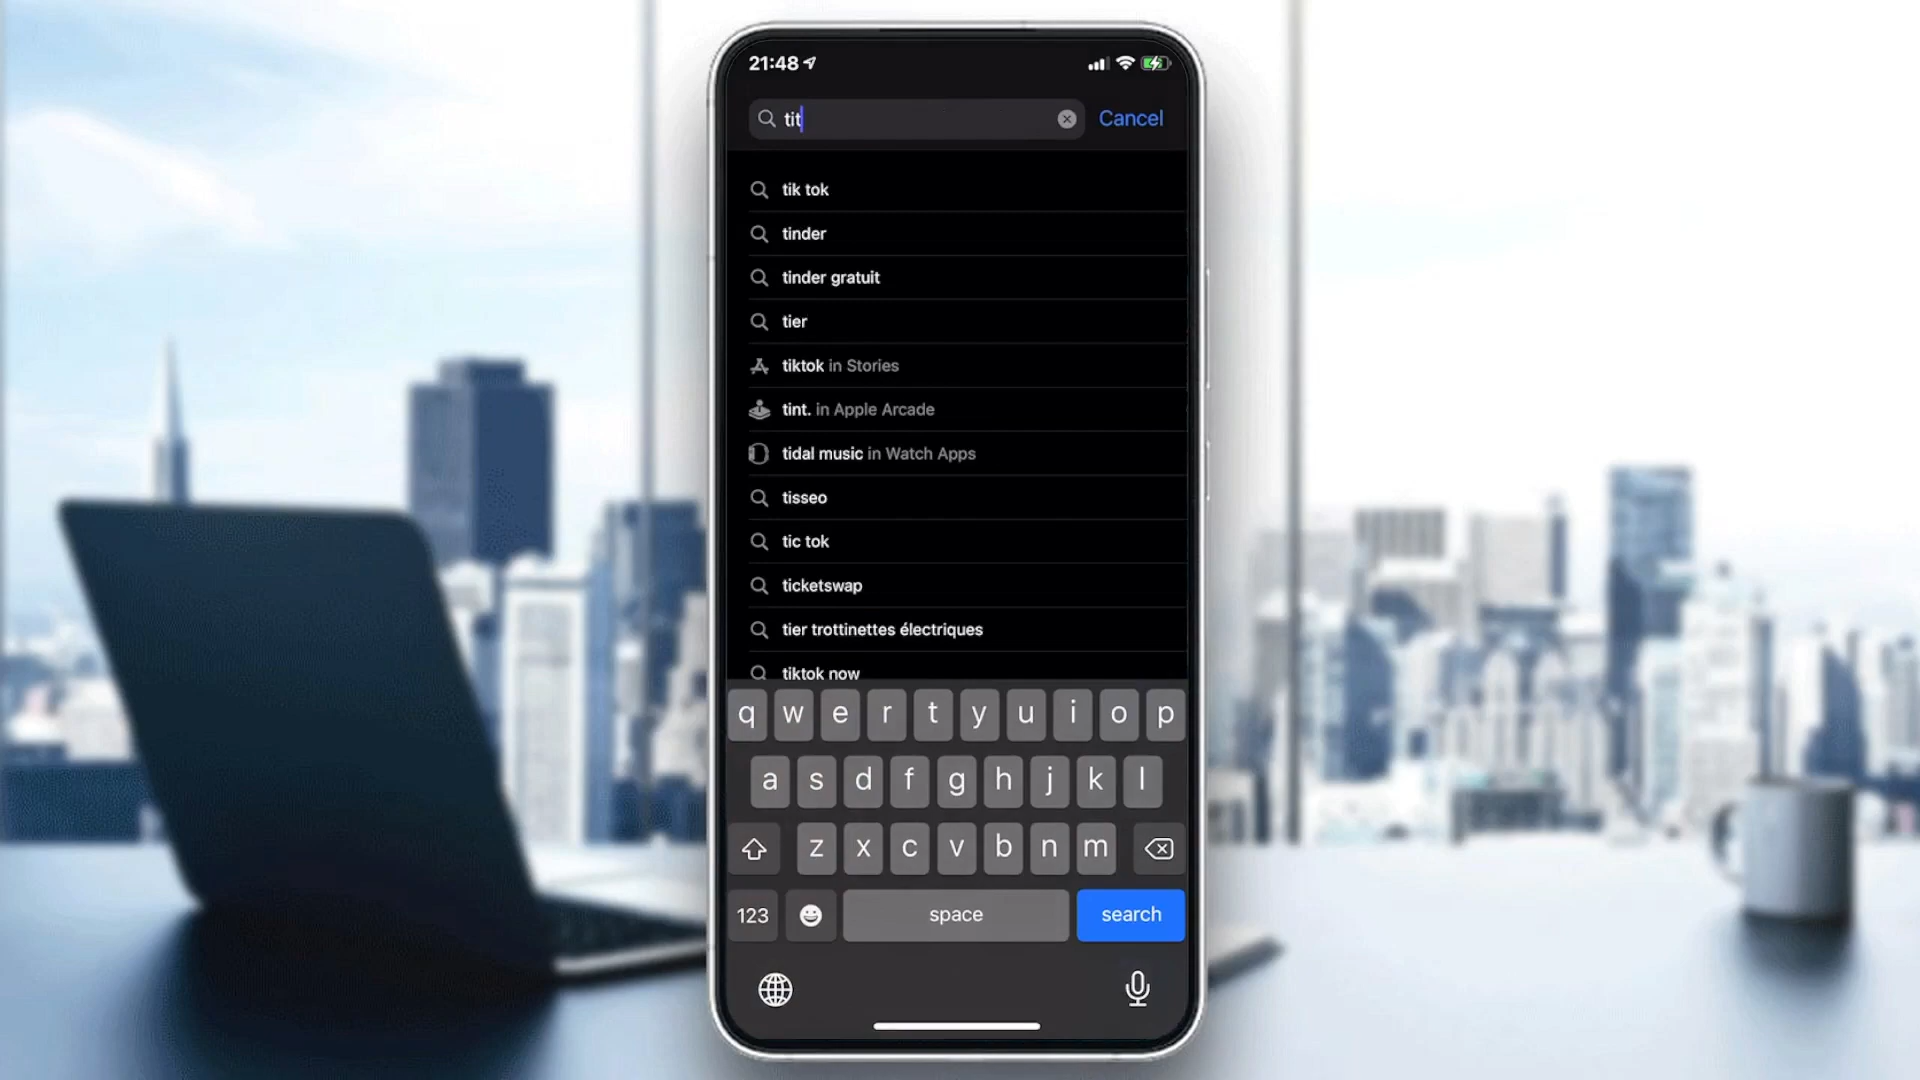 21:48
tit
Cancel
tik tok
tinder
tinder gratuit
tier
tiktok in Stories
tint. in Apple Arcade
tidal music in Watch Apps
tisseo
tic tok
ticketswap
tier trottinettes électriques
tiktok now
q w e r t y u i o p
a s d f g h j k l
z x c v b n m
123
space
search